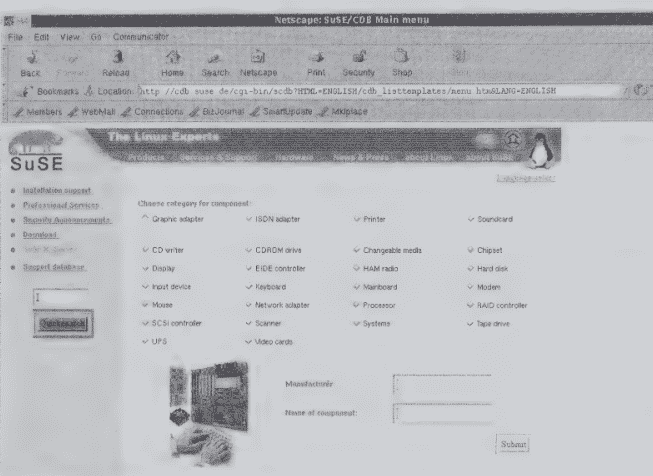 Netscape: SuSE/CDB Main menu
File Edit View Go Communicator
Back Forward Reload Home Search Netscape Print Security Shop
Bookmarks Location: http://cdb.suse.de/cgi-bin/scdb?HTML=ENGLISH/cdb_listtemplates/menu.htm&LANG=ENGLISH
Members WebMail Connections BizJournal SmartUpdate Mktplace
SuSE
The Linux Experts
Products Services & Support Hardware News & Press about Linux about SuSE
Installation support
Professional Services
Security Announcements
Download
Support database
Choose category for component:
Graphic adapter ISDN adapter Printer Soundcard
CD writer CDROM drive Changeable media Chipset
Display EIDE controller HAM radio Hard disk
Input device Keyboard Mainboard Modem
Mouse Network adapter Processor RAID controller
SCSI controller Scanner Systems Tape drive
UPS Video cards
Manufacturer
Name of component:
Submit